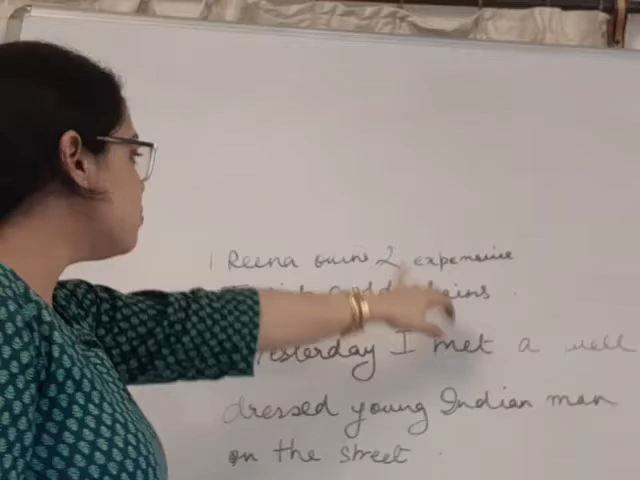 1 Reena owns 2 expensive
gold chains .
Yesterday I met a well
dressed young Indian man
on the street .